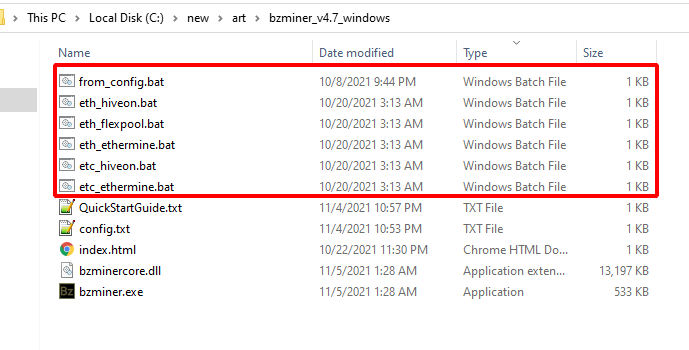 This PC > Local Disk (C:) > new > art > bzminer_v4.7_windows
Name Date modified Type Size
from_config.bat 10/8/2021 9:44 PM Windows Batch File 1 KB
eth_hiveon.bat 10/20/2021 3:13 AM Windows Batch File 1 KB
eth_flexpool.bat 10/20/2021 3:13 AM Windows Batch File 1 KB
eth_ethermine.bat 10/20/2021 3:13 AM Windows Batch File 1 KB
etc_hiveon.bat 10/20/2021 3:13 AM Windows Batch File 1 KB
etc_ethermine.bat 10/20/2021 3:13 AM Windows Batch File 1 KB
QuickStartGuide.txt 11/4/2021 10:57 PM TXT File 1 KB
config.txt 11/4/2021 10:53 PM TXT File 1 KB
index.html 10/22/2021 11:30 PM Chrome HTML Do... 1 KB
bzminercore.dll 11/5/2021 1:28 AM Application exten... 13,197 KB
Bz bzminer.exe 11/5/2021 1:28 AM Application 533 KB